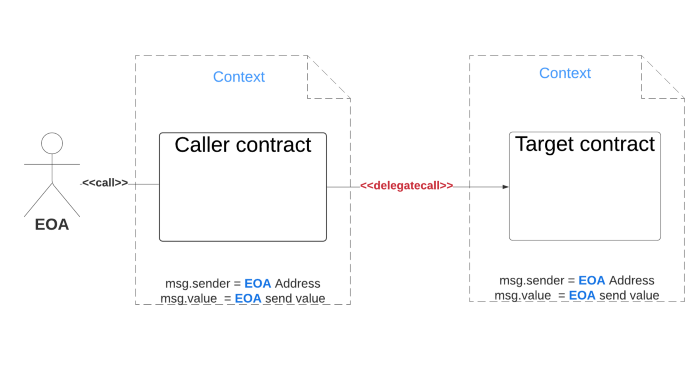 Context
Context
Caller contract
Target contract
<<call>>
<<delegatecall>>
EOA
msg.sender = EOA Address
msg.value = EOA send value
msg.sender = EOA Address
msg.value = EOA send value